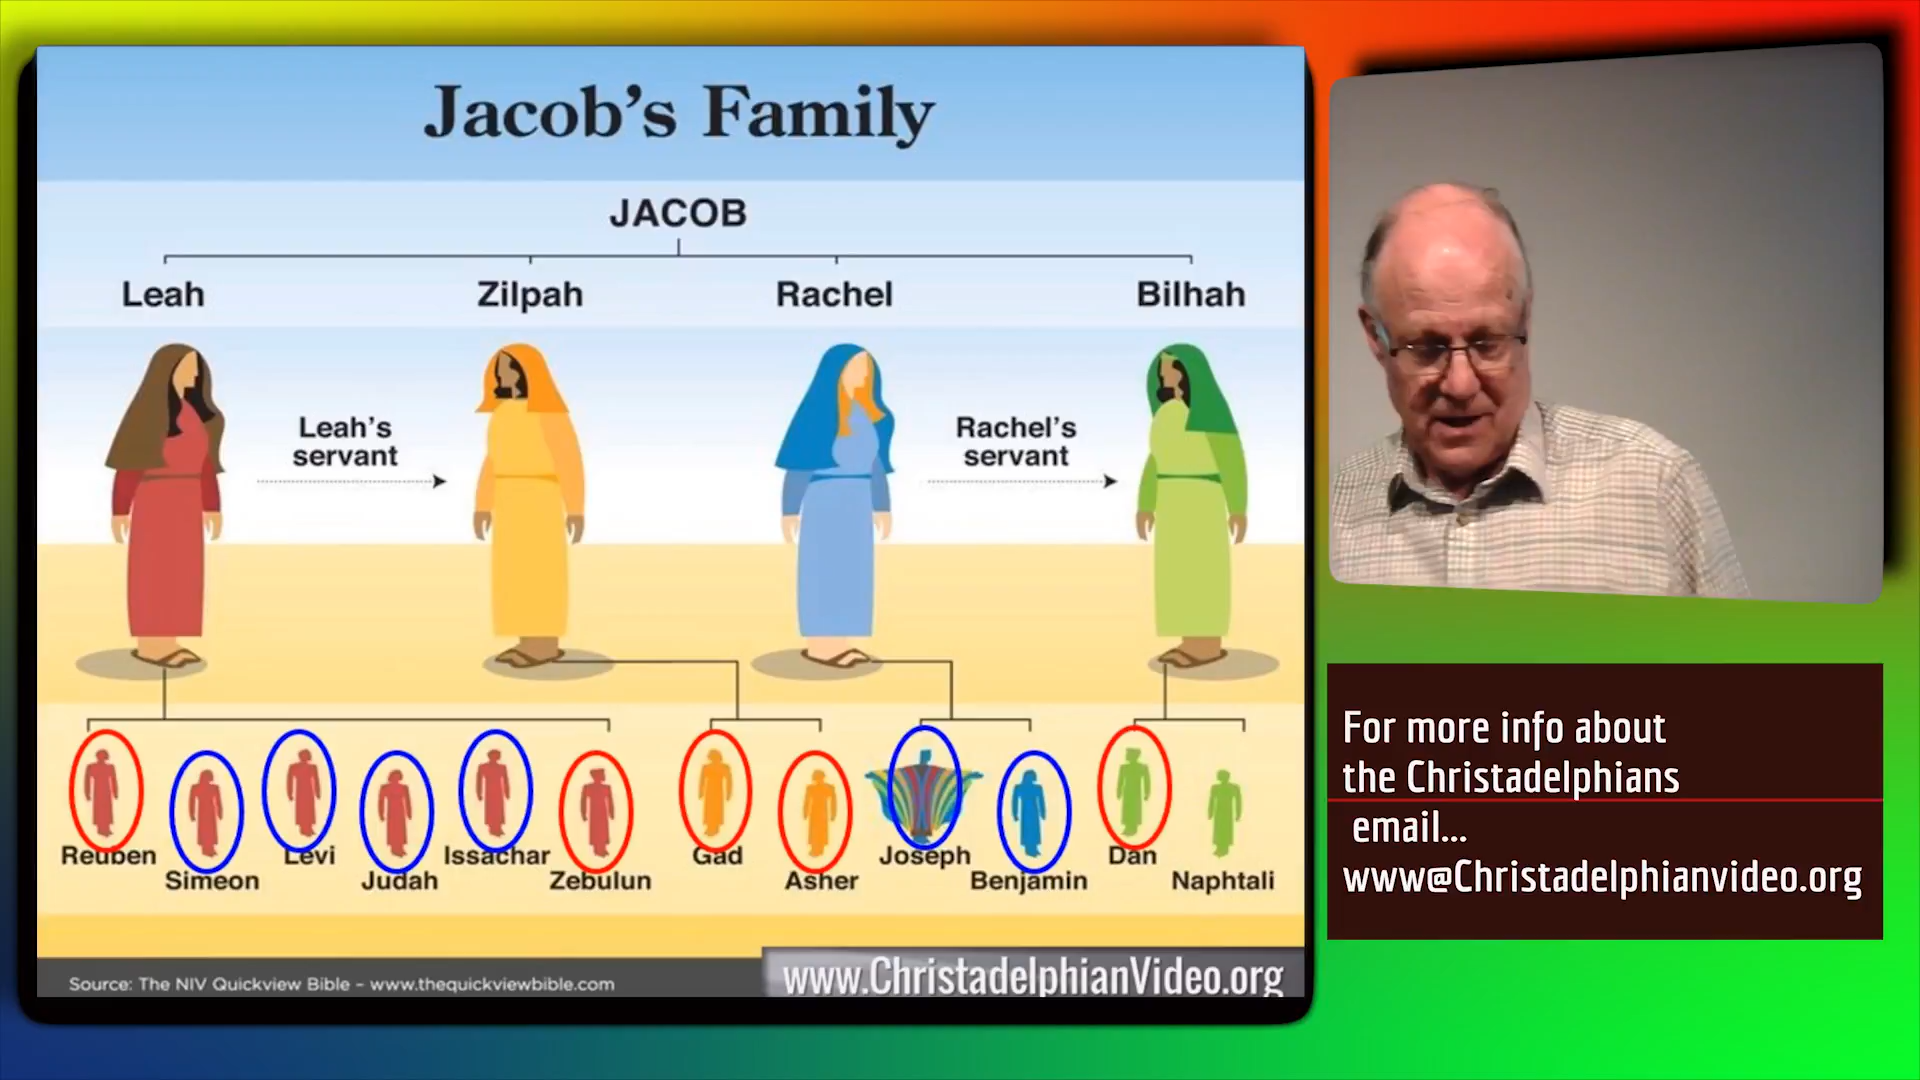 Jacob's Family
JACOB
Leah Zilpah Rachel Bilhah
Leah's
servant
Rachel's
servant
Reuben Levi Issachar Gad Joseph Dan
Simeon Judah Zebulun Asher Benjamin Naphtali
Source: The NIV Quickview Bible – www.thequickviewbible.com
www.ChristadelphianVideo.org
For more info about
the Christadelphians
email...
www@Christadelphianvideo.org